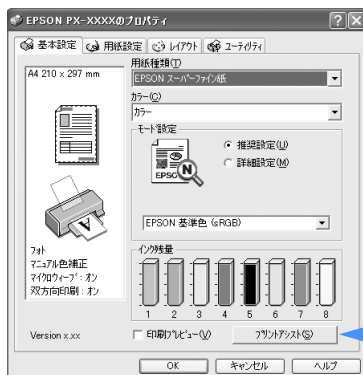 EPSON PX-XXXXのプロパティ
基本設定 用紙設定 レイアウト ユーティリティ
A4 210 x 297 mm
用紙種類(T)
EPSON スーパーファイン紙
カラー(C)
カラー
モード設定
推奨設定(U)
詳細設定(M)
EPSON 基準色 (sRGB)
フォト
マニュアル色補正
マイクロウィーブ : オン
双方向印刷 : オン
インク残量
1 2 3 4 5 6 7 8
Version x.xx
印刷プレビュー(V)
プリントアシスト(S)
OK キャンセル ヘルプ